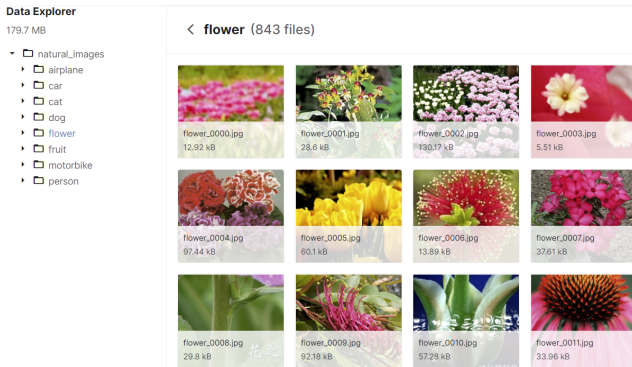 Data Explorer
179.7 MB
natural_images
airplane
car
cat
dog
flower
fruit
motorbike
person
flower (843 files)
flower_0000.jpg
12.92 kB
flower_0001.jpg
28.6 kB
flower_0002.jpg
130.17 kB
flower_0003.jpg
5.51 kB
flower_0004.jpg
97.44 kB
flower_0005.jpg
60.1 kB
flower_0006.jpg
13.89 kB
flower_0007.jpg
37.61 kB
flower_0008.jpg
29.8 kB
flower_0009.jpg
92.18 kB
flower_0010.jpg
57.28 kB
flower_0011.jpg
33.96 kB